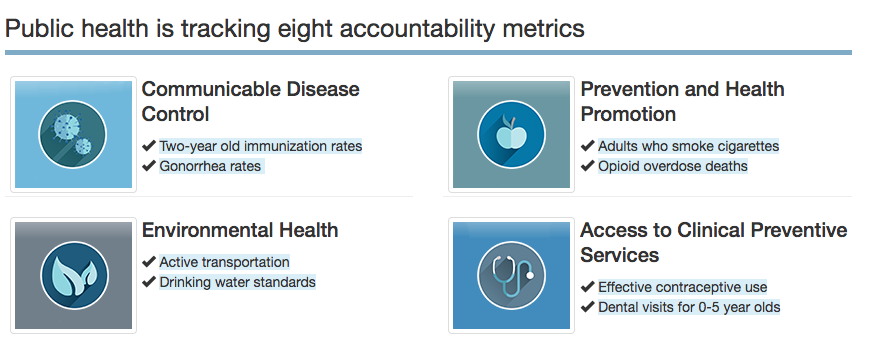 Public health is tracking eight accountability metrics
Communicable Disease
Control
Two-year old immunization rates
Gonorrhea rates
Prevention and Health
Promotion
Adults who smoke cigarettes
Opioid overdose deaths
Environmental Health
Active transportation
Drinking water standards
Access to Clinical Preventive
Services
Effective contraceptive use
Dental visits for 0-5 year olds